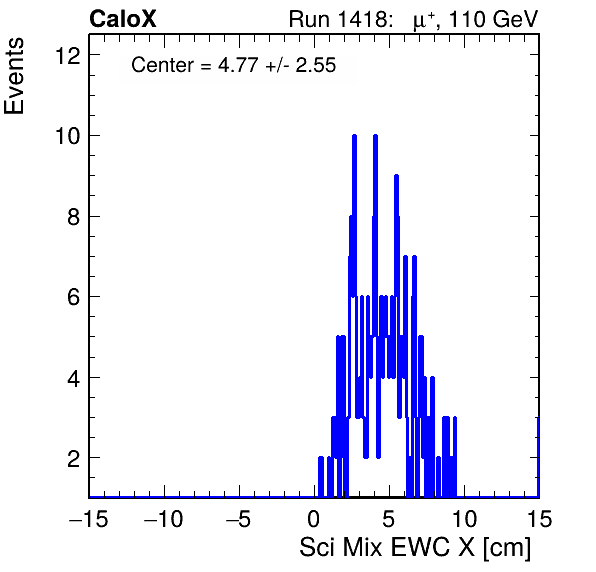 CaloX Run 1418: μ⁺, 110 GeV
Events
Center = 4.77 +/- 2.55
12
10
8
6
4
2
−15 −10 −5 0 5 10 15
Sci Mix EWC X [cm]